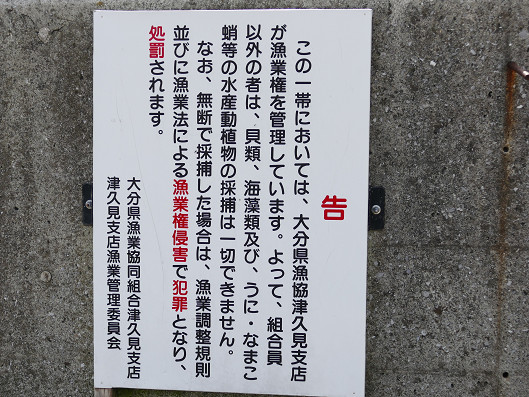 告
この一帯においては、大分県漁協津久見支店
が漁業権を管理しています。よって、組合員
以外の者は、貝類、海藻類及び、うに・なまこ
蛸等の水産動植物の採捕は一切できません。
なお、無断で採捕した場合は、漁業調整規則
並びに漁業法による漁業権侵害で犯罪となり、
処罰されます。
大分県漁業協同組合津久見支店
津久見支店漁業管理委員会